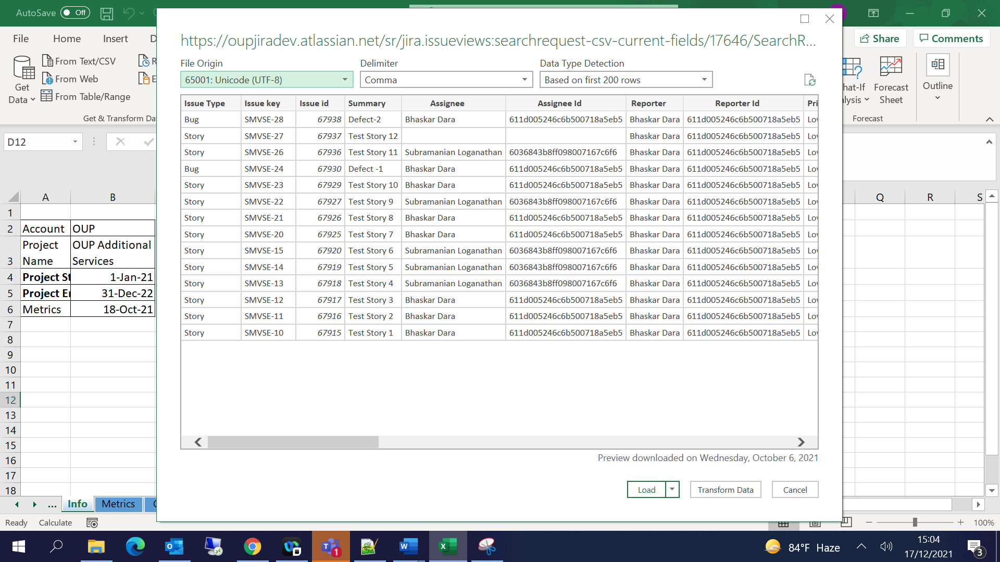 AutoSave Off
File Home Insert
Share Comments
From Text/CSV
From Web
From Table/Range
Get
Data
Get & Transform Da
Forecast
Sheet
Outline
Forecast
D12
https://oupjiradev.atlassian.net/sr/jira.issueviews:searchrequest-csv-current-fields/17646/SearchR...
File Origin Delimiter Data Type Detection
65001: Unicode (UTF-8) Comma Based on first 200 rows
Issue Type Issue key Issue id Summary Assignee Assignee Id Reporter Reporter Id Pri
Bug SMVSE-28 67938 Defect-2 Bhaskar Dara 611d005246c6b500718a5eb5 Bhaskar Dara 611d005246c6b500718a5eb5 Lo
Story SMVSE-27 67937 Test Story 12 Bhaskar Dara 611d005246c6b500718a5eb5 Lo
Story SMVSE-26 67936 Test Story 11 Subramanian Loganathan 6036843b8ff098007167c6f6 Bhaskar Dara 611d005246c6b500718a5eb5 Lo
Bug SMVSE-24 67930 Defect -1 Bhaskar Dara 611d005246c6b500718a5eb5 Bhaskar Dara 611d005246c6b500718a5eb5 Lo
Story SMVSE-23 67929 Test Story 10 Bhaskar Dara 611d005246c6b500718a5eb5 Bhaskar Dara 611d005246c6b500718a5eb5 Lo
Story SMVSE-22 67927 Test Story 9 Subramanian Loganathan 6036843b8ff098007167c6f6 Bhaskar Dara 611d005246c6b500718a5eb5 Lo
Story SMVSE-21 67926 Test Story 8 Bhaskar Dara 611d005246c6b500718a5eb5 Bhaskar Dara 611d005246c6b500718a5eb5 Lo
Story SMVSE-20 67925 Test Story 7 Bhaskar Dara 611d005246c6b500718a5eb5 Bhaskar Dara 611d005246c6b500718a5eb5 Lo
Story SMVSE-15 67920 Test Story 6 Subramanian Loganathan 6036843b8ff098007167c6f6 Bhaskar Dara 611d005246c6b500718a5eb5 Lo
Story SMVSE-14 67919 Test Story 5 Subramanian Loganathan 6036843b8ff098007167c6f6 Bhaskar Dara 611d005246c6b500718a5eb5 Lo
Story SMVSE-13 67918 Test Story 4 Subramanian Loganathan 6036843b8ff098007167c6f6 Bhaskar Dara 611d005246c6b500718a5eb5 Lo
Story SMVSE-12 67917 Test Story 3 Bhaskar Dara 611d005246c6b500718a5eb5 Bhaskar Dara 611d005246c6b500718a5eb5 Lo
Story SMVSE-11 67916 Test Story 2 Bhaskar Dara 611d005246c6b500718a5eb5 Bhaskar Dara 611d005246c6b500718a5eb5 Lo
Story SMVSE-10 67915 Test Story 1 Bhaskar Dara 611d005246c6b500718a5eb5 Bhaskar Dara 611d005246c6b500718a5eb5 Lo
Preview downloaded on Wednesday, October 6, 2021
Load Transform Data Cancel
A B Q R S
1
2 Account OUP
Project OUP Additional
3 Name Services
4 Project St 1-Jan-21
5 Project E 31-Dec-22
6 Metrics 18-Oct-21
7
8
9
10
11
12
13
14
15
16
17
18
... Info Metrics
Ready Calculate 100%
84°F Haze 15:04
17/12/2021
3
1